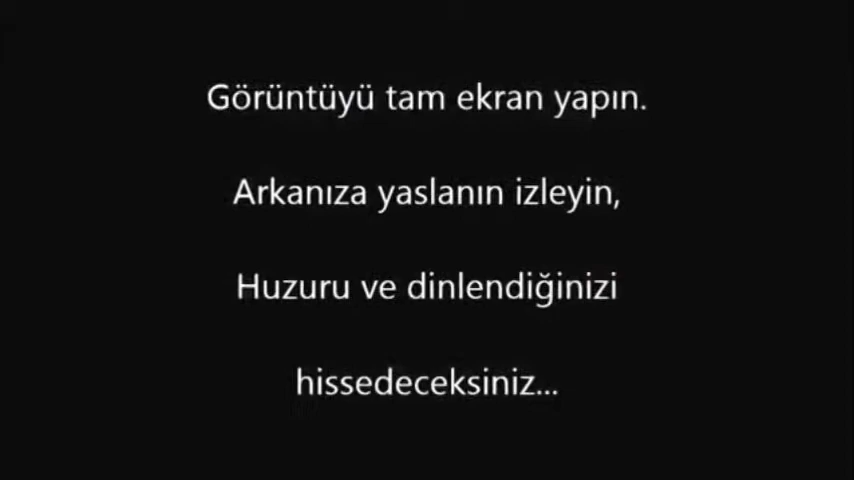 Görüntüyü tam ekran yapın.
Arkanıza yaslanın izleyin,
Huzuru ve dinlendiğinizi
hissedeceksiniz...